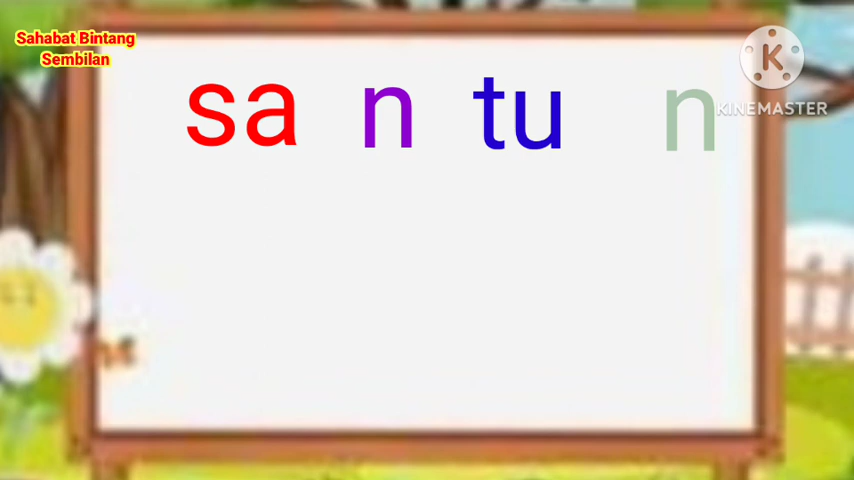 Sahabat Bintang
Sembilan
sa n tu n
K
KINEMASTER